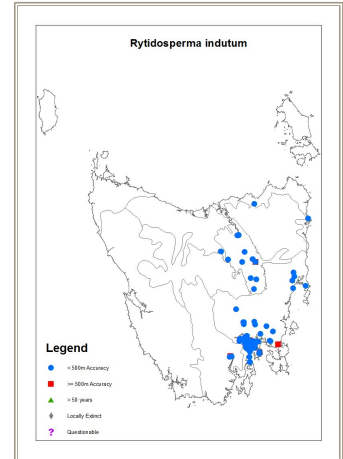 Rytidosperma indutum
Legend
< 500m Accuracy
>= 500m Accuracy
> 50 years
Locally Extinct
? Questionable